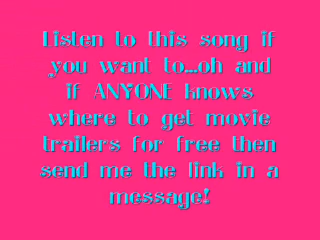 Listen to this song if
you want to...oh and
if ANYONE knows
where to get movie
trailers for free then
send me the link in a
message!